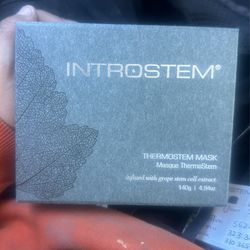 INTROSTEM®
THERMOSTEM MASK
Masque ThermoStem
infused with grape stem cell extract
140g | 4.94oz